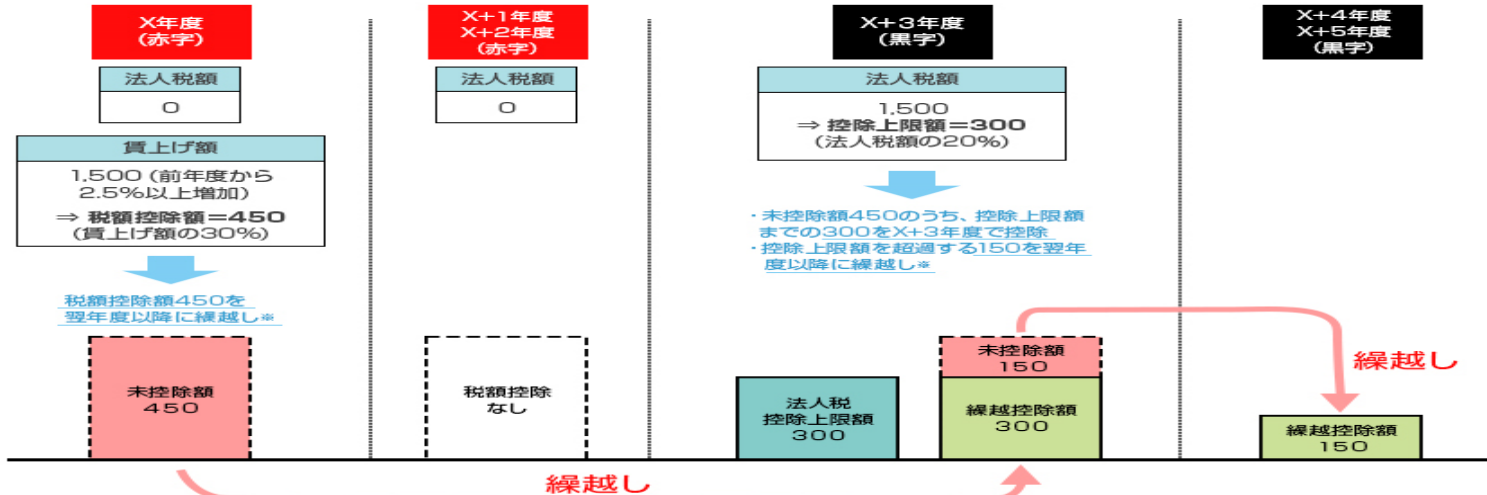 X年度
(赤字)
法人税額
0
賃上げ額
1,500 (前年度から
2.5%以上増加)
⇒ 税額控除額=450
(賃上げ額の30%)
税額控除額450を
翌年度以降に繰越し※
未控除額
450
X+1年度
X+2年度
(赤字)
法人税額
0
税額控除
なし
X+3年度
(黒字)
法人税額
1,500
⇒ 控除上限額=300
(法人税額の20%)
・未控除額450のうち、控除上限額
までの300をX+3年度で控除
・控除上限額を超過する150を翌年
度以降に繰越し※
法人税
控除上限額
300
未控除額
150
繰越控除額
300
X+4年度
X+5年度
(黒字)
繰越し
繰越控除額
150
繰越し